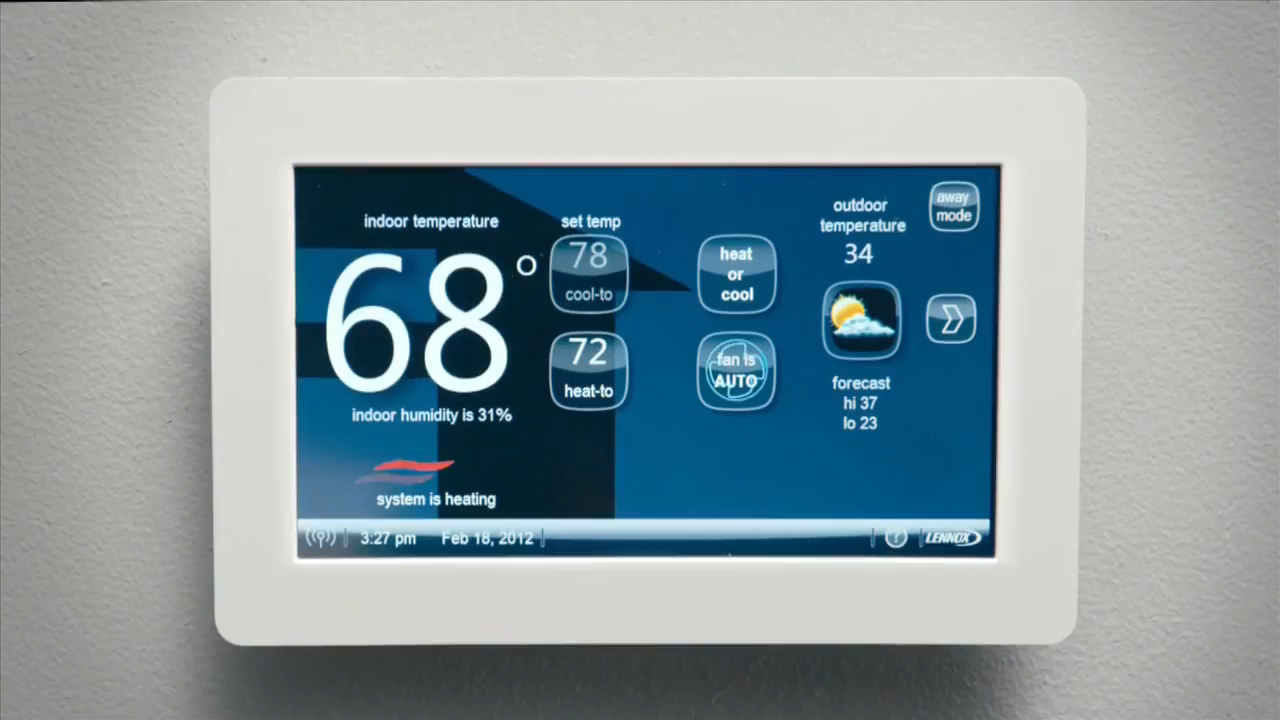 indoor temperature
68°
indoor humidity is 31%
system is heating
set temp
78
cool-to
72
heat-to
heat
or
cool
fan is
AUTO
outdoor
temperature
34
forecast
hi 37
lo 23
away
mode
3:27 pm
Feb 18, 2012
?
LENNOX